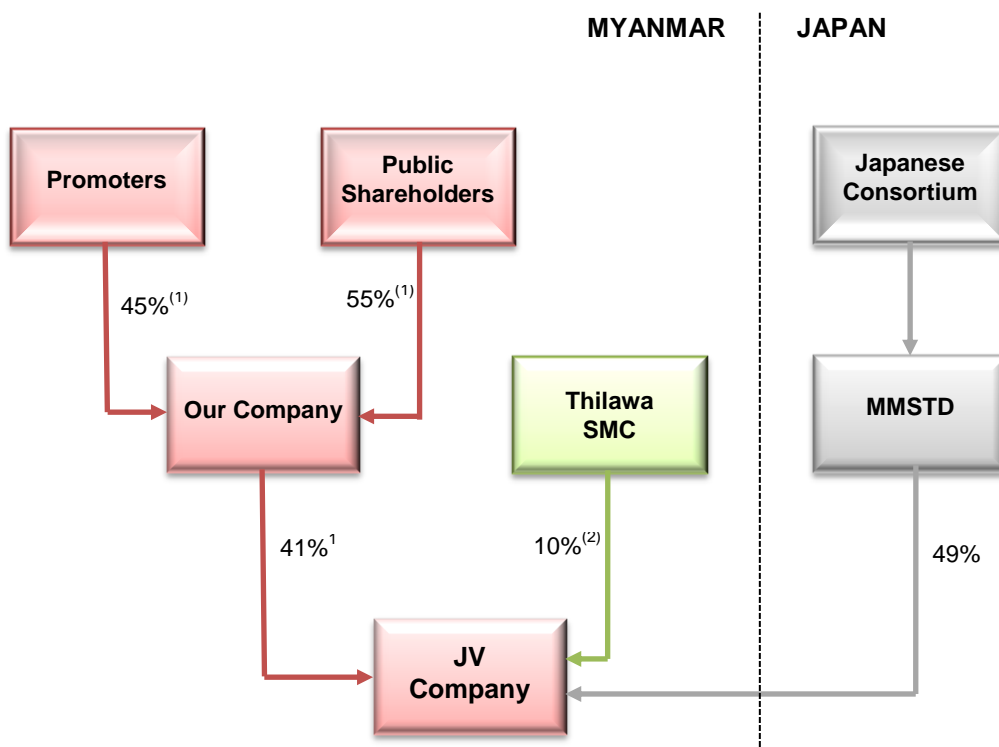 MYANMAR
JAPAN
Promoters
Public
Shareholders
Japanese
Consortium
45%(1)
55%(1)
Our Company
Thilawa
SMC
MMSTD
41%1
10%(2)
49%
JV
Company